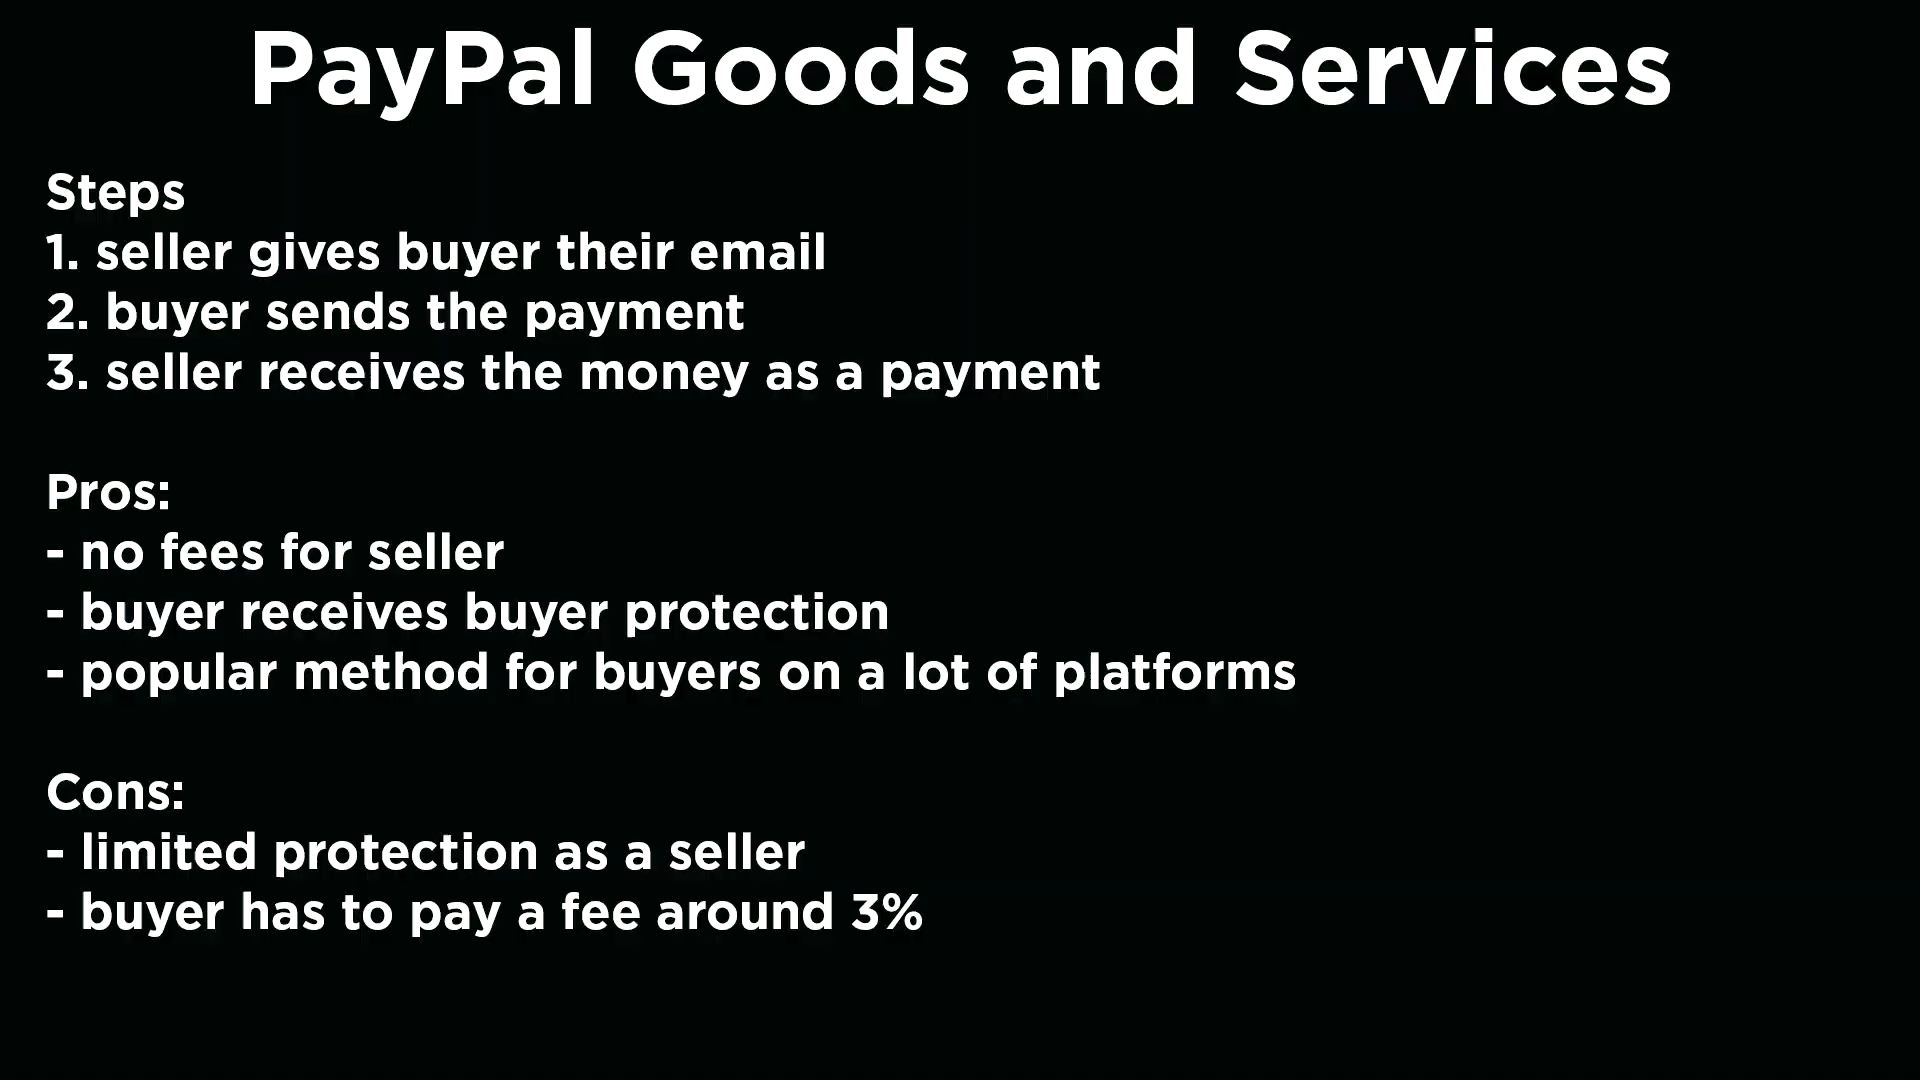 PayPal Goods and Services
Steps
1. seller gives buyer their email
2. buyer sends the payment
3. seller receives the money as a payment
Pros:
- no fees for seller
- buyer receives buyer protection
- popular method for buyers on a lot of platforms
Cons:
- limited protection as a seller
- buyer has to pay a fee around 3%